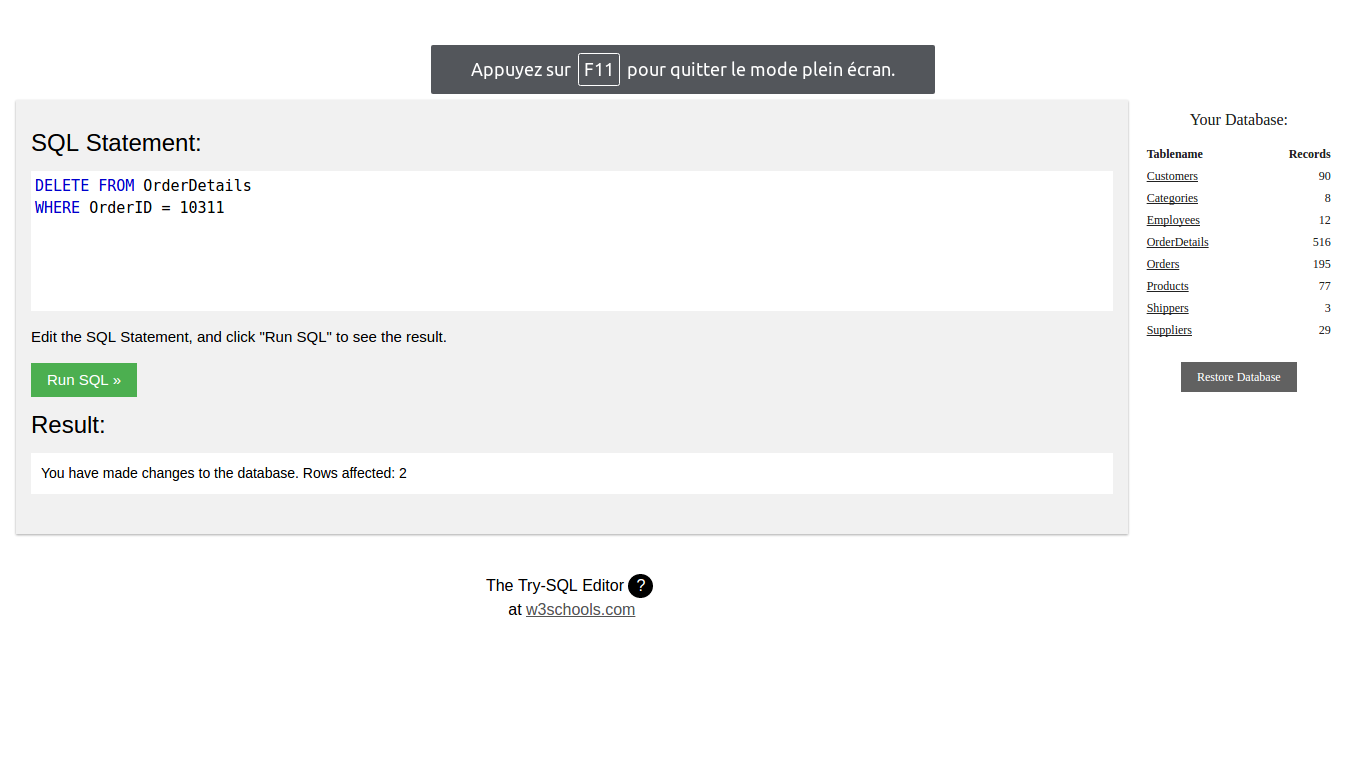 Appuyez sur F11 pour quitter le mode plein écran.
SQL Statement:
DELETE FROM OrderDetails
WHERE OrderID = 10311
Edit the SQL Statement, and click "Run SQL" to see the result.
Run SQL »
Result:
You have made changes to the database. Rows affected: 2
The Try-SQL Editor ?
at w3schools.com
Your Database:
Tablename Records
Customers 90
Categories 8
Employees 12
OrderDetails 516
Orders 195
Products 77
Shippers 3
Suppliers 29
Restore Database